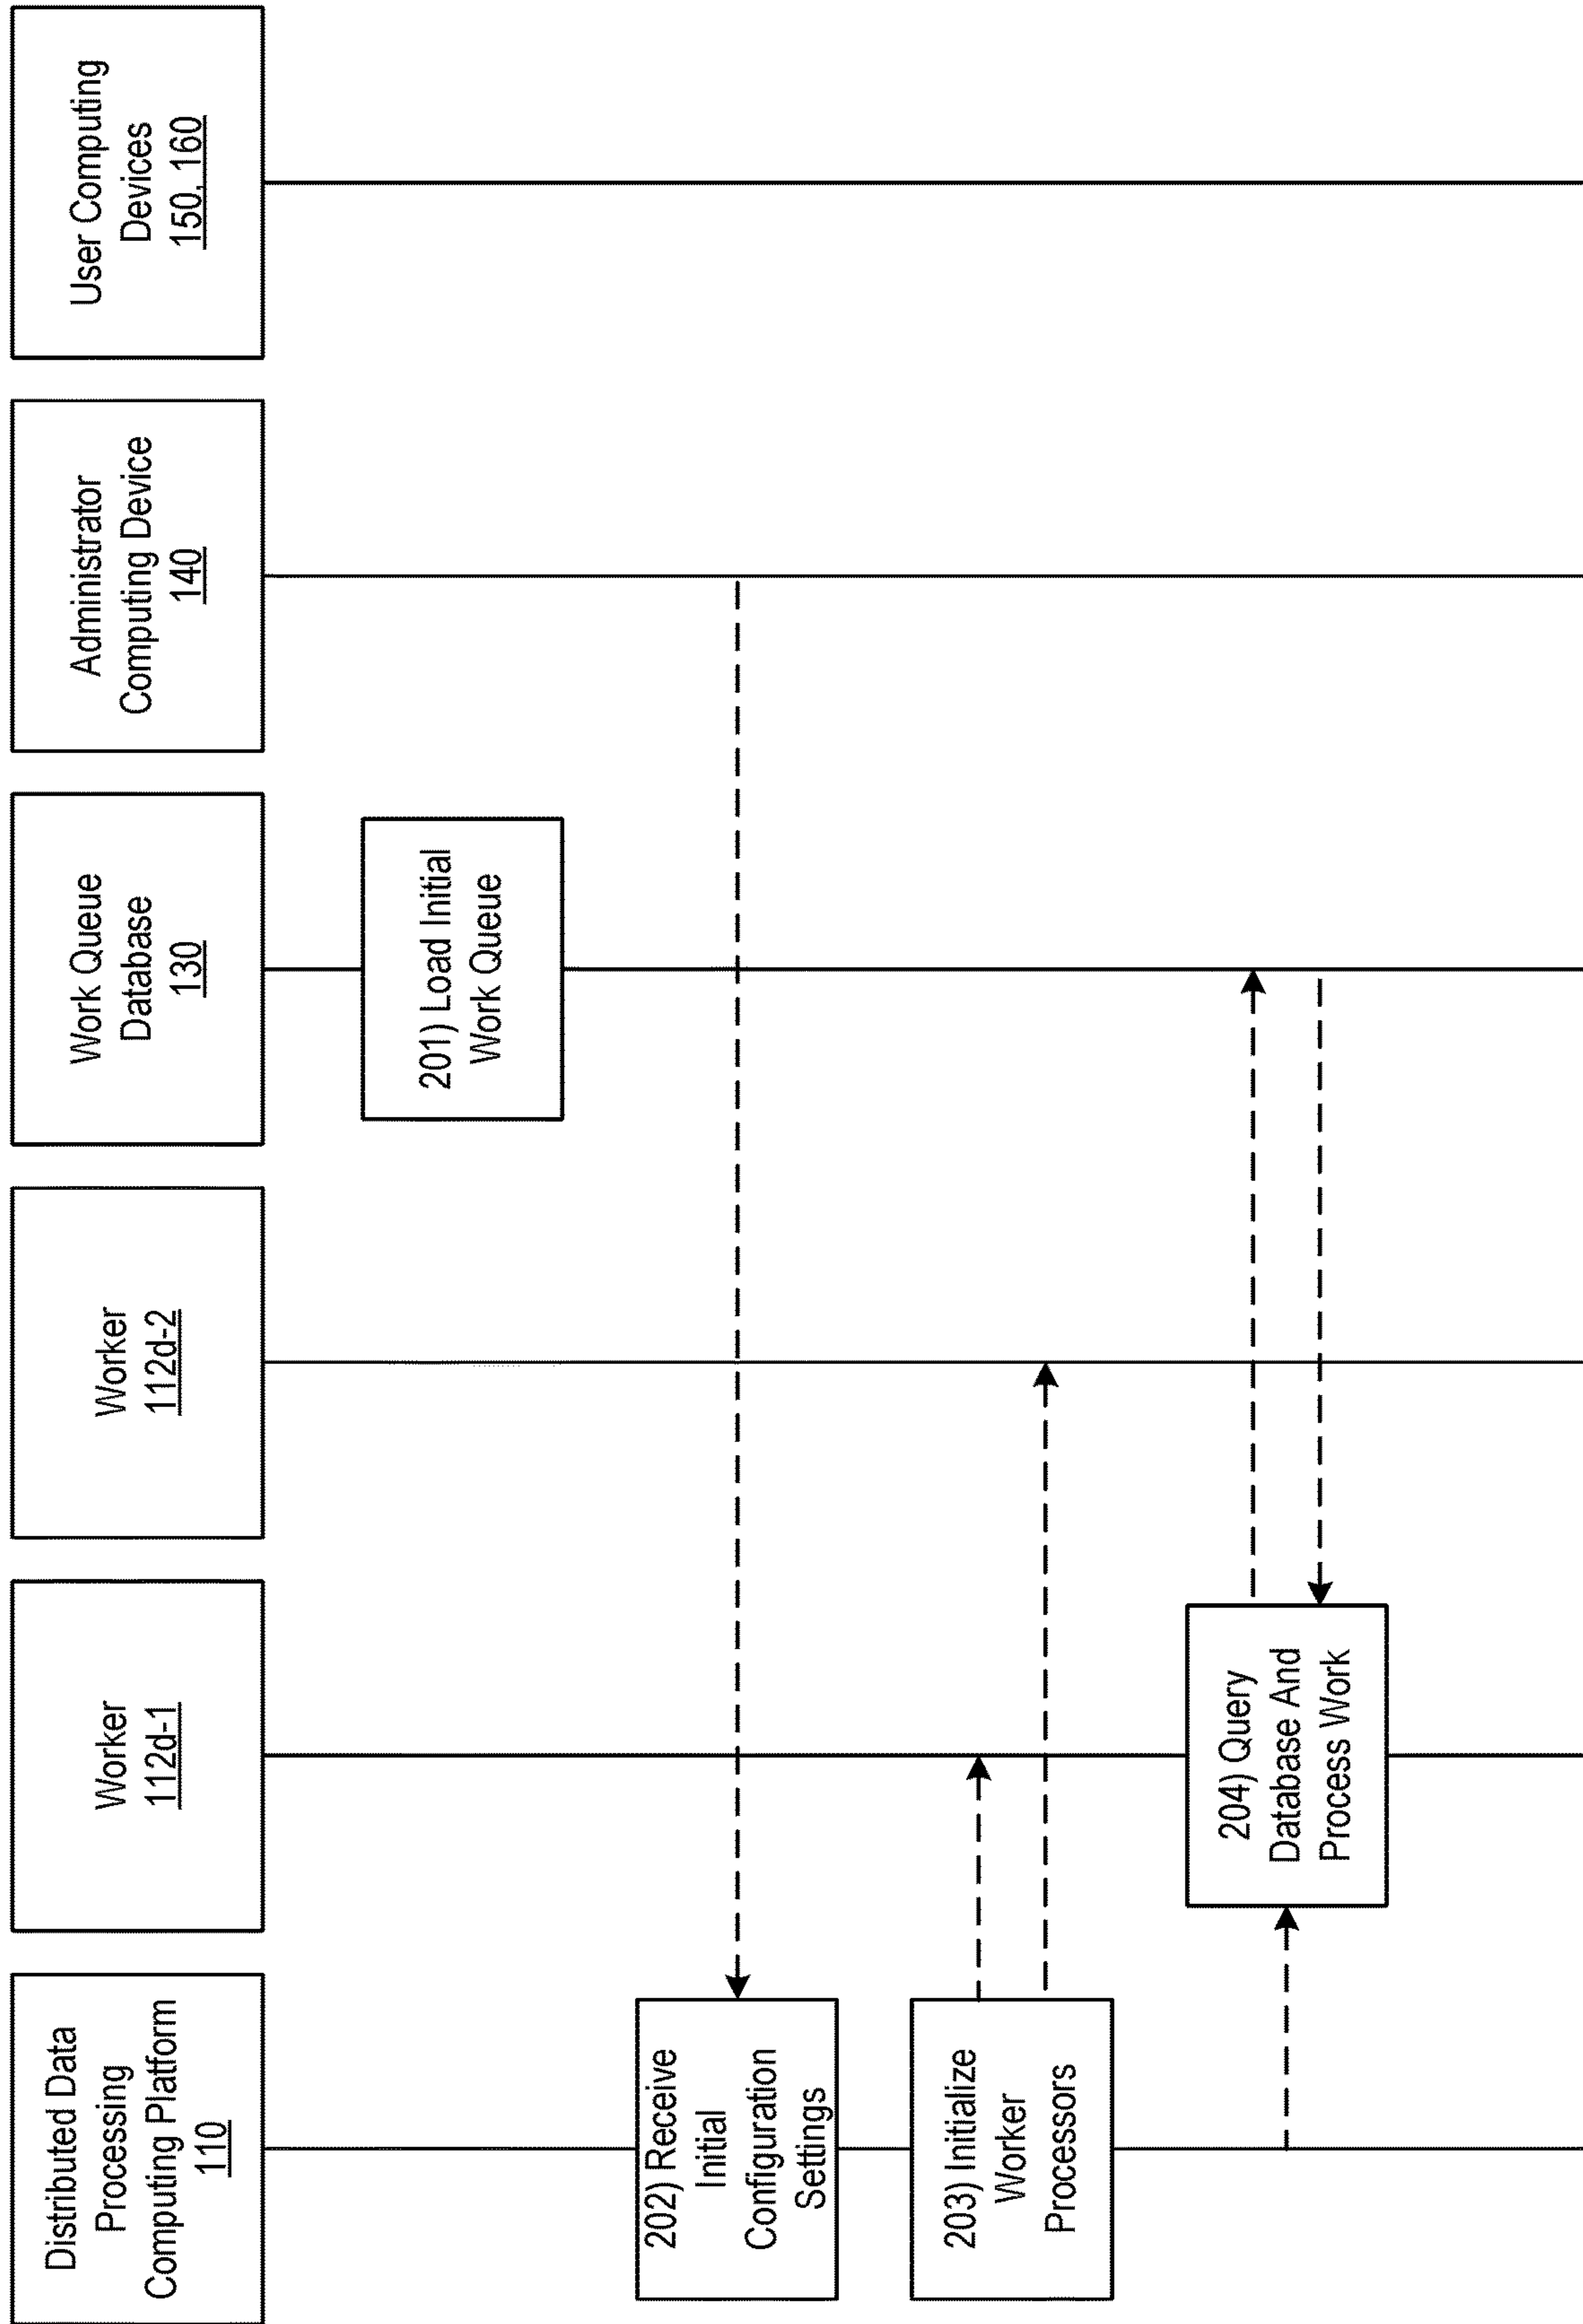 Distributed Data
Processing
Computing Platform
110
Worker
112d-1
Worker
112d-2
Work Queue
Database
130
Administrator
Computing Device
140
User Computing
Devices
150, 160
201) Load Initial
Work Queue
202) Receive
Initial
Configuration
Settings
203) Initialize
Worker
Processors
204) Query
Database And
Process Work